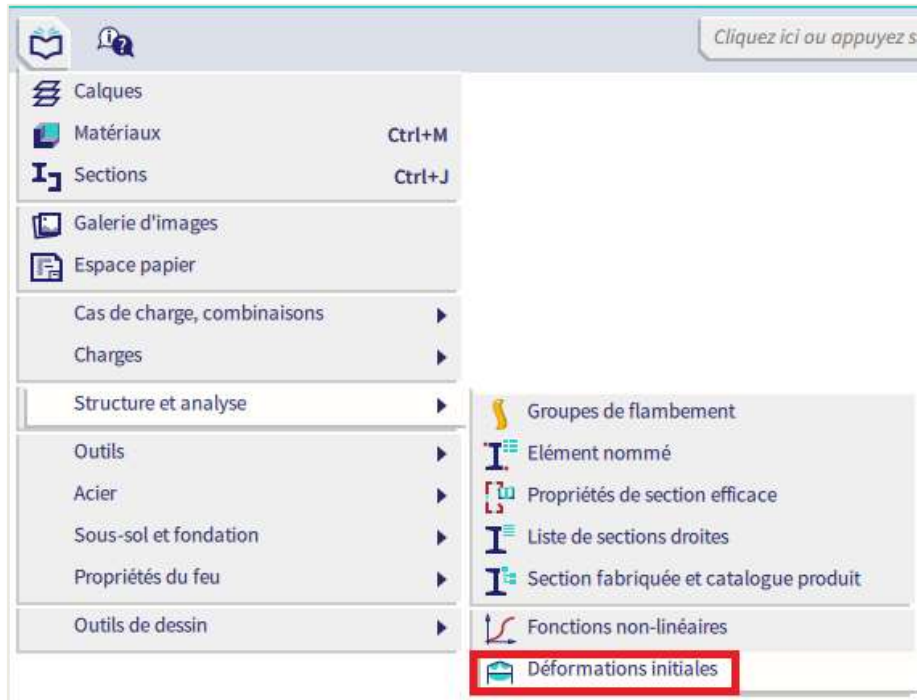 Cliquez ici ou appuyez s
Calques
Matériaux Ctrl+M
Sections Ctrl+J
Galerie d'images
Espace papier
Cas de charge, combinaisons
Charges
Structure et analyse
Groupes de flambement
Outils
Elément nommé
Acier
Propriétés de section efficace
Sous-sol et fondation
Liste de sections droites
Propriétés du feu
Section fabriquée et catalogue produit
Outils de dessin
Fonctions non-linéaires
Déformations initiales